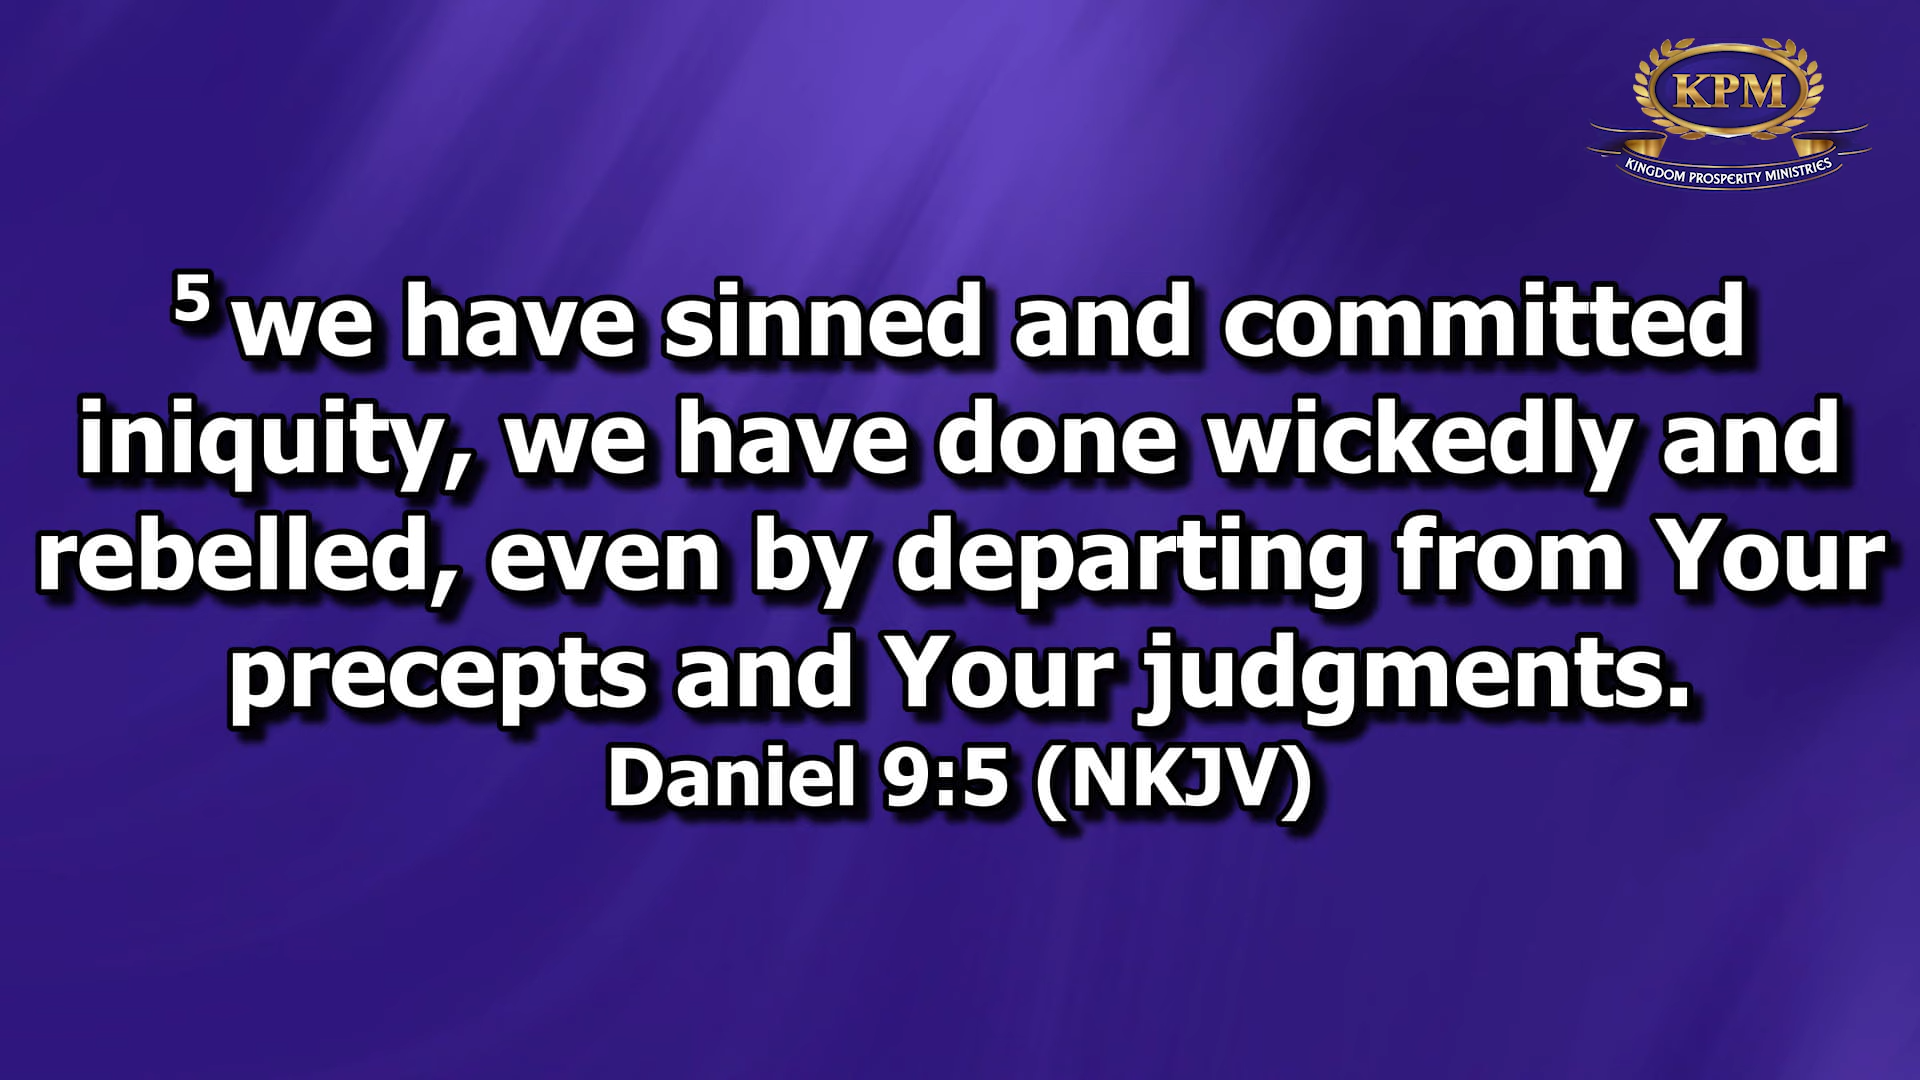 KPM
KINGDOM PROSPERITY MINISTRIES
5 we have sinned and committed
iniquity, we have done wickedly and
rebelled, even by departing from Your
precepts and Your judgments.
Daniel 9:5 (NKJV)